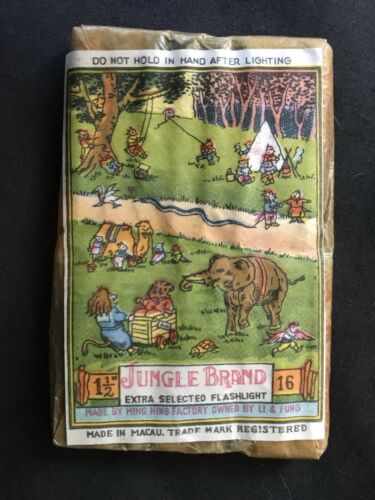 DO NOT HOLD IN HAND AFTER LIGHTING
1½" JUNGLE BRAND 16
EXTRA SELECTED FLASHLIGHT
MADE BY MING HING FACTORY OWNED BY LI & FUNG
MADE IN MACAU. TRADE MARK REGISTERED